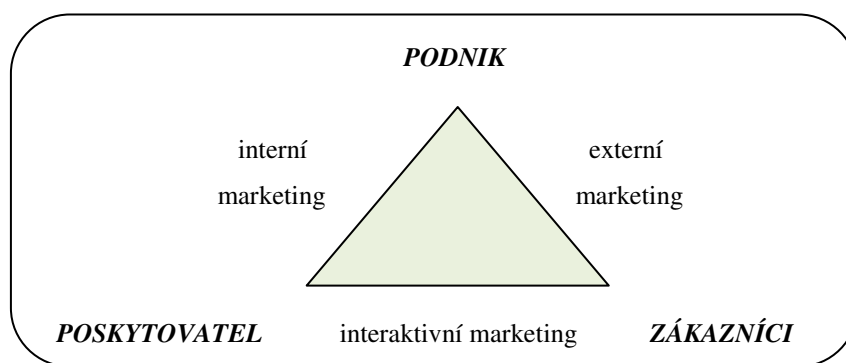 PODNIK
interní
marketing
externí
marketing
POSKYTOVATEL
interaktivní marketing
ZÁKAZNÍCI